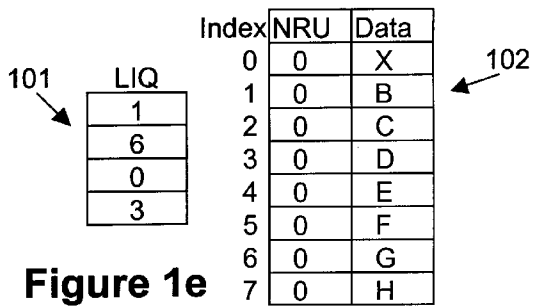 Index NRU Data
0 0 X
101 LIQ 102
1 0 B
1
2 0 C
6
3 0 D
0
4 0 E
3
5 0 F
6 0 G
Figure 1e
7 0 H